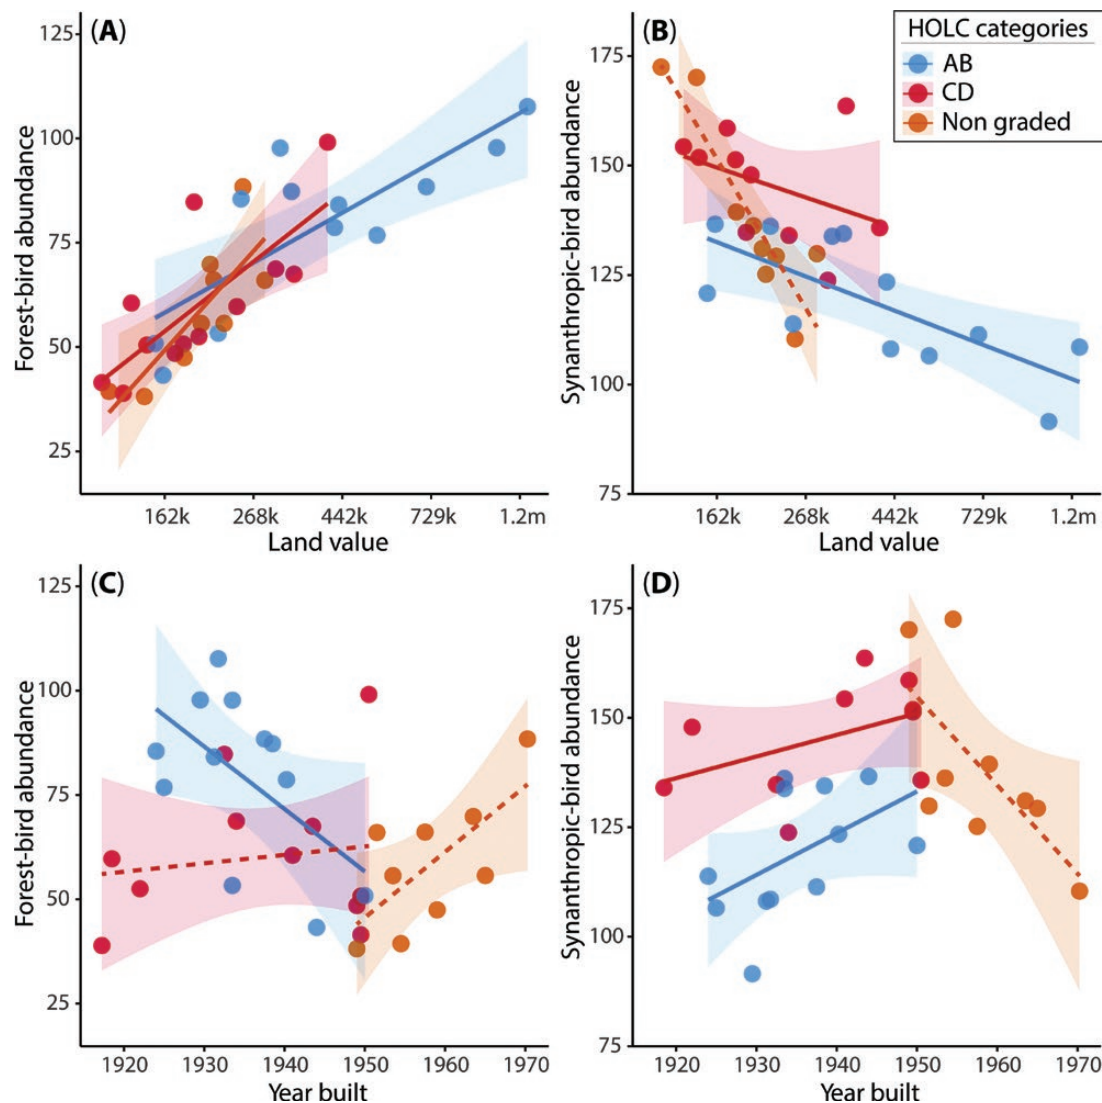 (A)
125
100
75
50
25
Forest-bird abundance
162k 268k 442k 729k 1.2m
Land value
(B)
175
150
125
100
75
Synanthropic-bird abundance
162k 268k 442k 729k 1.2m
Land value
HOLC categories
AB
CD
Non graded
(C)
125
100
75
50
25
Forest-bird abundance
1920 1930 1940 1950 1960 1970
Year built
(D)
175
150
125
100
75
Synanthropic-bird abundance
1920 1930 1940 1950 1960 1970
Year built